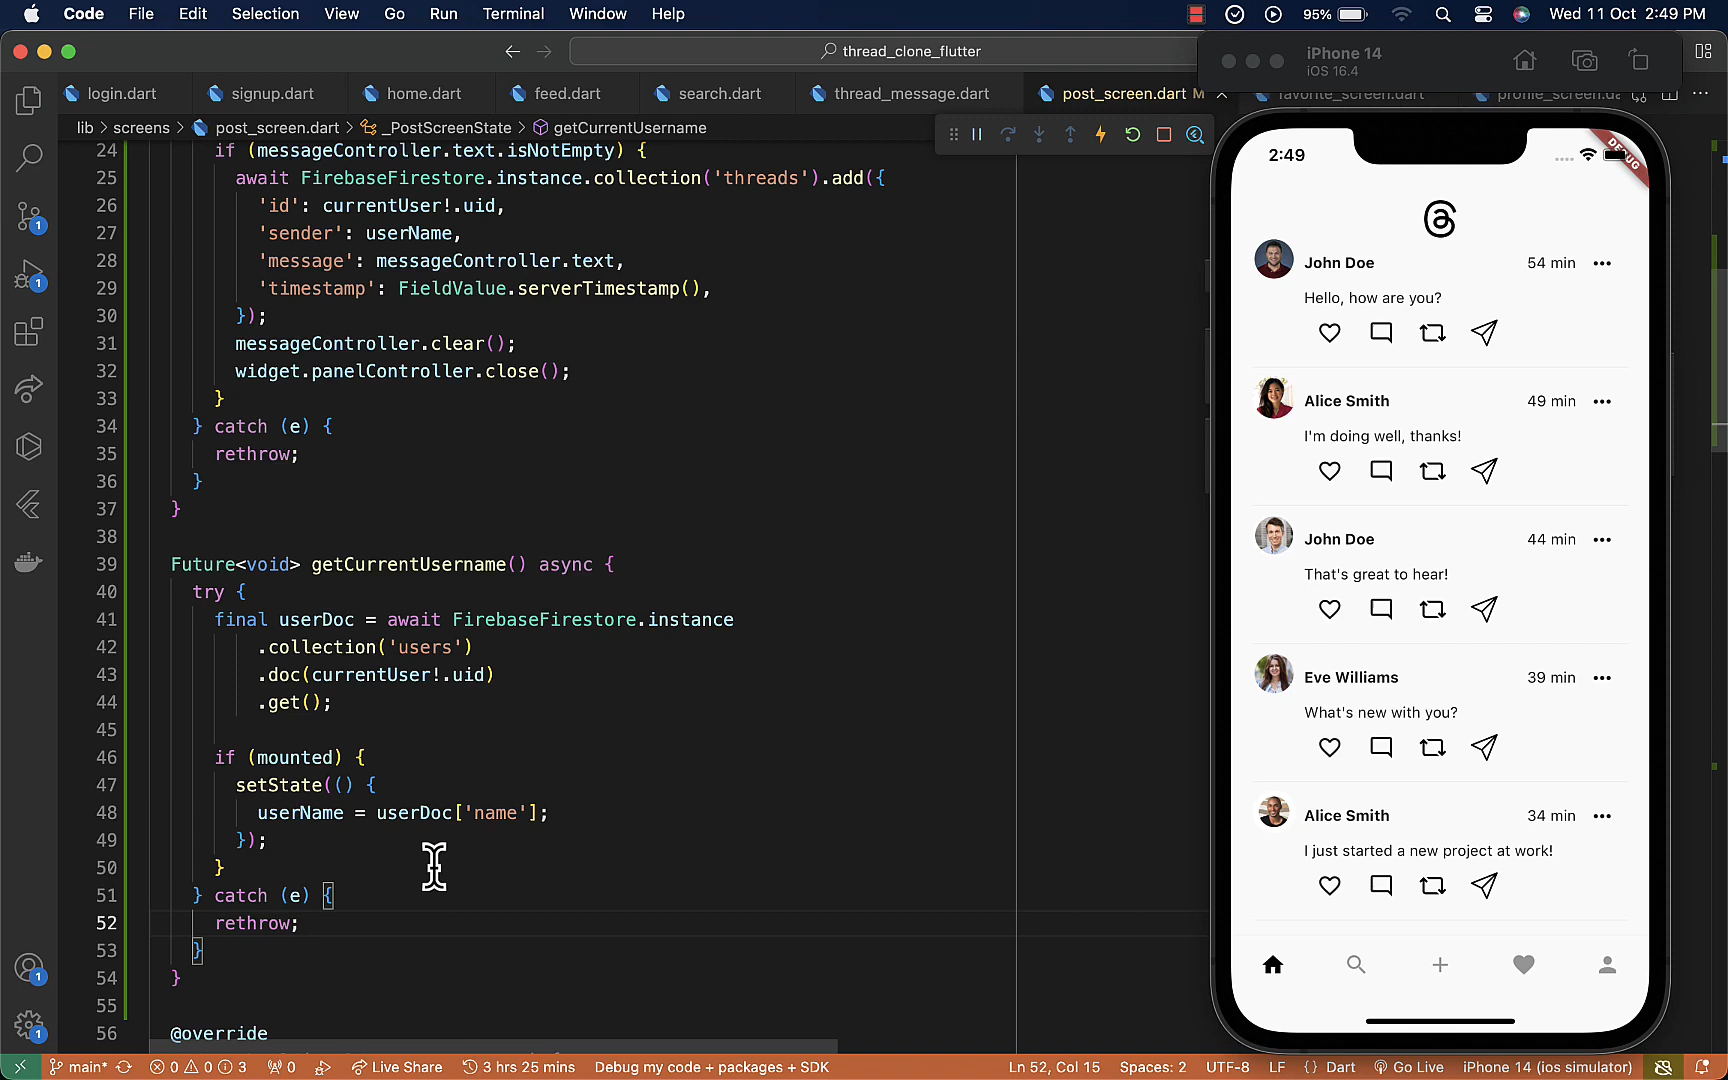 Code File Edit Selection View Go Run Terminal Window Help 95% Wed 11 Oct 2:49 PM
thread_clone_flutter
iPhone 14
iOS 16.4
login.dart signup.dart home.dart feed.dart search.dart thread_message.dart post_screen.dart M favorite_screen.dart
lib > screens > post_screen.dart > _PostScreenState > getCurrentUsername
24 if (messageController.text.isNotEmpty) {
25 await FirebaseFirestore.instance.collection('threads').add({
26 'id': currentUser!.uid,
27 'sender': userName,
28 'message': messageController.text,
29 'timestamp': FieldValue.serverTimestamp(),
30 });
31 messageController.clear();
32 widget.panelController.close();
33 }
34 } catch (e) {
35 rethrow;
36 }
37 }
38
39 Future<void> getCurrentUsername() async {
40 try {
41 final userDoc = await FirebaseFirestore.instance
42 .collection('users')
43 .doc(currentUser!.uid)
44 .get();
45
46 if (mounted) {
47 setState(() {
48 userName = userDoc['name'];
49 });
50 }
51 } catch (e) {
52 rethrow;
53 }
54 }
55
56 @override
1
1
1
1
2:49
DEBUG
John Doe 54 min
Hello, how are you?
Alice Smith 49 min
I'm doing well, thanks!
John Doe 44 min
That's great to hear!
Eve Williams 39 min
What's new with you?
Alice Smith 34 min
I just started a new project at work!
main* 0 0 3 0 Live Share 3 hrs 25 mins Debug my code + packages + SDK Ln 52, Col 15 Spaces: 2 UTF-8 LF {} Dart Go Live iPhone 14 (ios simulator)